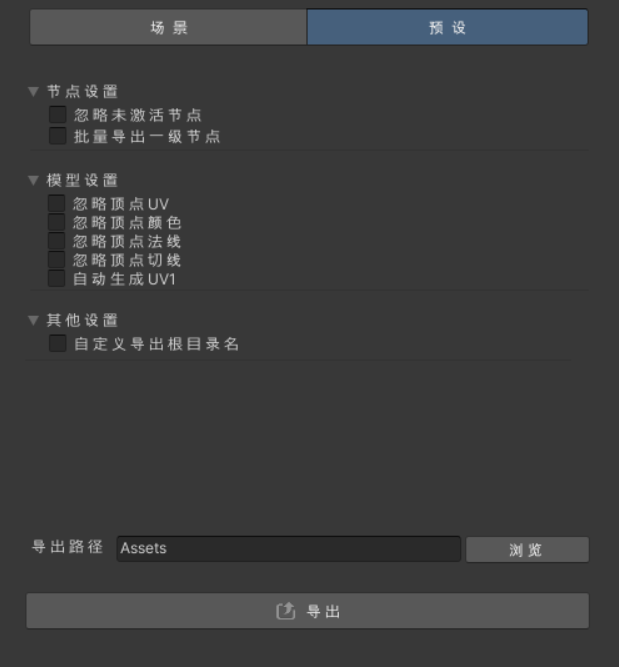 场景 预设
节点设置
忽略未激活节点
批量导出一级节点
模型设置
忽略顶点UV
忽略顶点颜色
忽略顶点法线
忽略顶点切线
自动生成UV1
其他设置
自定义导出根目录名
导出路径 Assets 浏览
导出